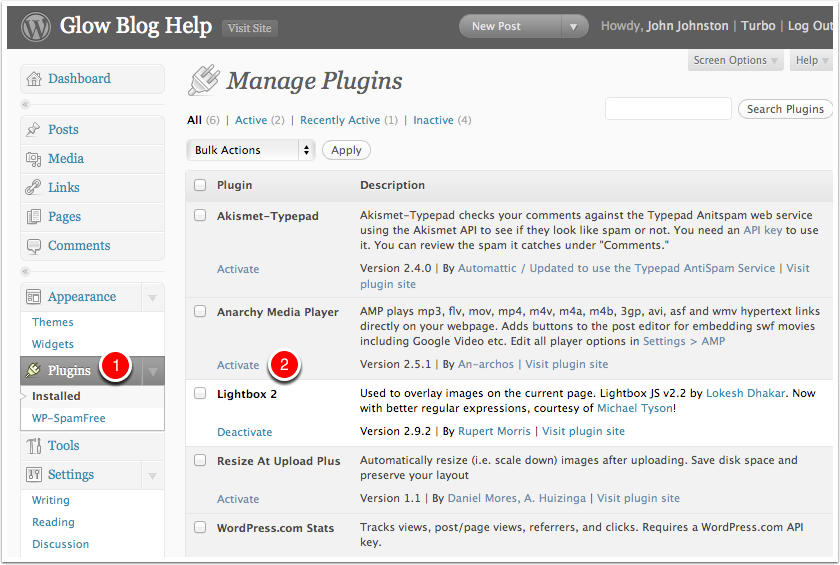 Glow Blog Help Visit Site New Post Howdy, John Johnston | Turbo | Log Out
Screen Options Help
Dashboard
Posts
Media
Links
Pages
Comments
Appearance
Themes
Widgets
Plugins 1
Installed
WP-SpamFree
Tools
Settings
Writing
Reading
Discussion
Manage Plugins
All (6) | Active (2) | Recently Active (1) | Inactive (4)
Search Plugins
Bulk Actions Apply
Plugin Description
Akismet-Typepad
Activate
Akismet-Typepad checks your comments against the Typepad Anitspam web service
using the Akismet API to see if they look like spam or not. You need an API key to use
it. You can review the spam it catches under "Comments."
Version 2.4.0 | By Automattic / Updated to use the Typepad AntiSpam Service | Visit
plugin site
Anarchy Media Player
Activate 2
AMP plays mp3, flv, mov, mp4, m4v, m4a, m4b, 3gp, avi, asf and wmv hypertext links
directly on your webpage. Adds buttons to the post editor for embedding swf movies
including Google Video etc. Edit all player options in Settings > AMP
Version 2.5.1 | By An-archos | Visit plugin site
Lightbox 2
Deactivate
Used to overlay images on the current page. Lightbox JS v2.2 by Lokesh Dhakar. Now
with better regular expressions, courtesy of Michael Tyson!
Version 2.9.2 | By Rupert Morris | Visit plugin site
Resize At Upload Plus
Activate
Automatically resize (i.e. scale down) images after uploading. Save disk space and
preserve your layout
Version 1.1 | By Daniel Mores, A. Huizinga | Visit plugin site
WordPress.com Stats
Tracks views, post/page views, referrers, and clicks. Requires a WordPress.com API
key.